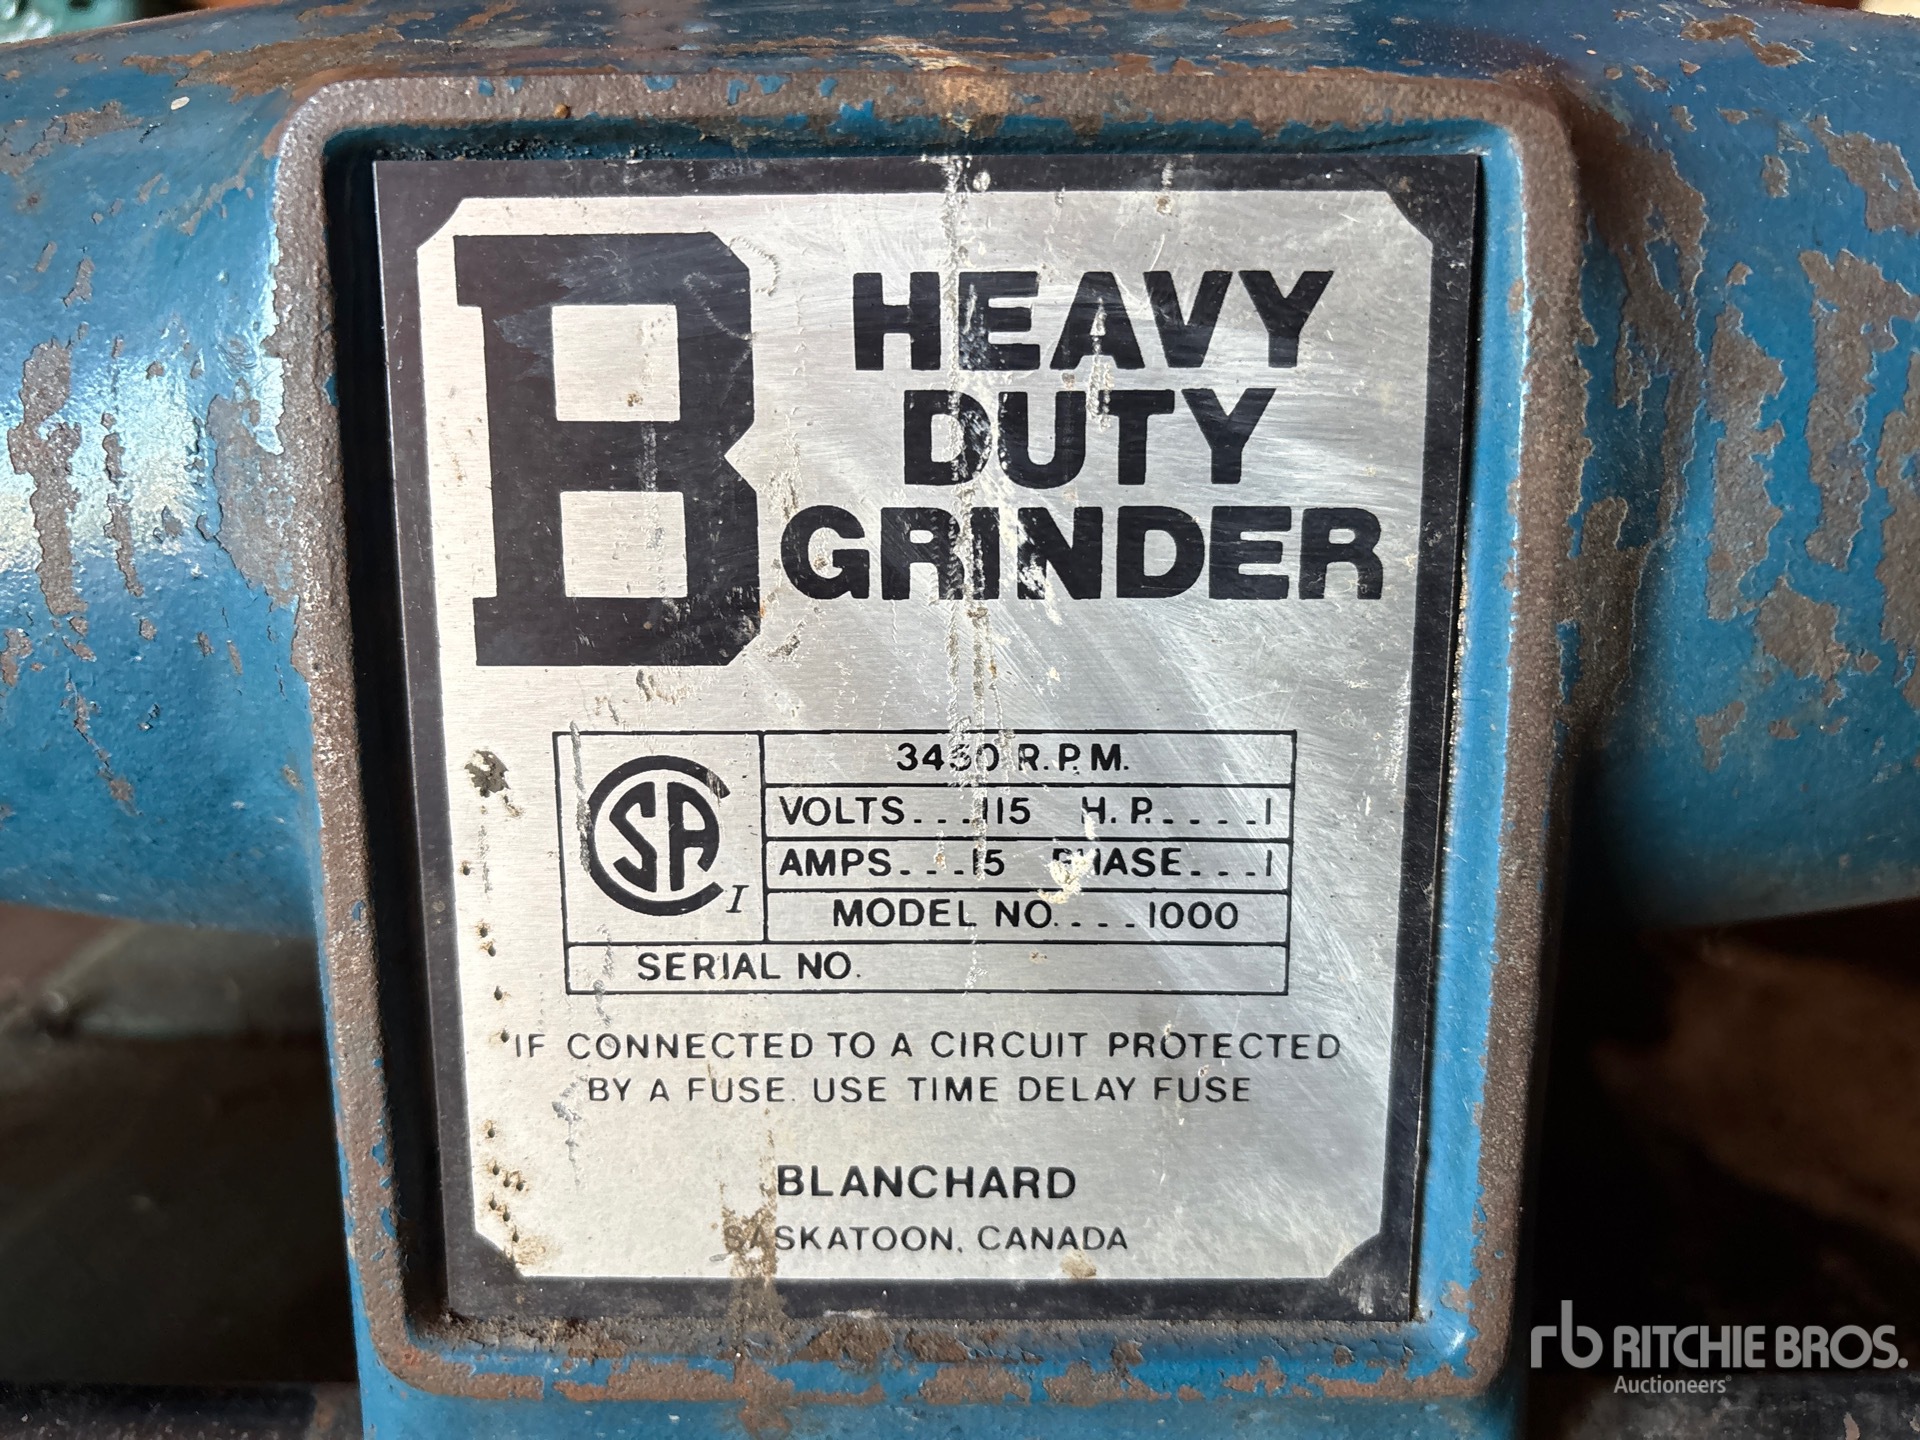 B
HEAVY
DUTY
GRINDER
CSA I
3450 R.P.M.
VOLTS...115 H.P.....1
AMPS....15 PHASE...1
MODEL NO....1000
SERIAL NO.
IF CONNECTED TO A CIRCUIT PROTECTED
BY A FUSE. USE TIME DELAY FUSE
BLANCHARD
SASKATOON, CANADA
rb RITCHIE BROS.
Auctioneers